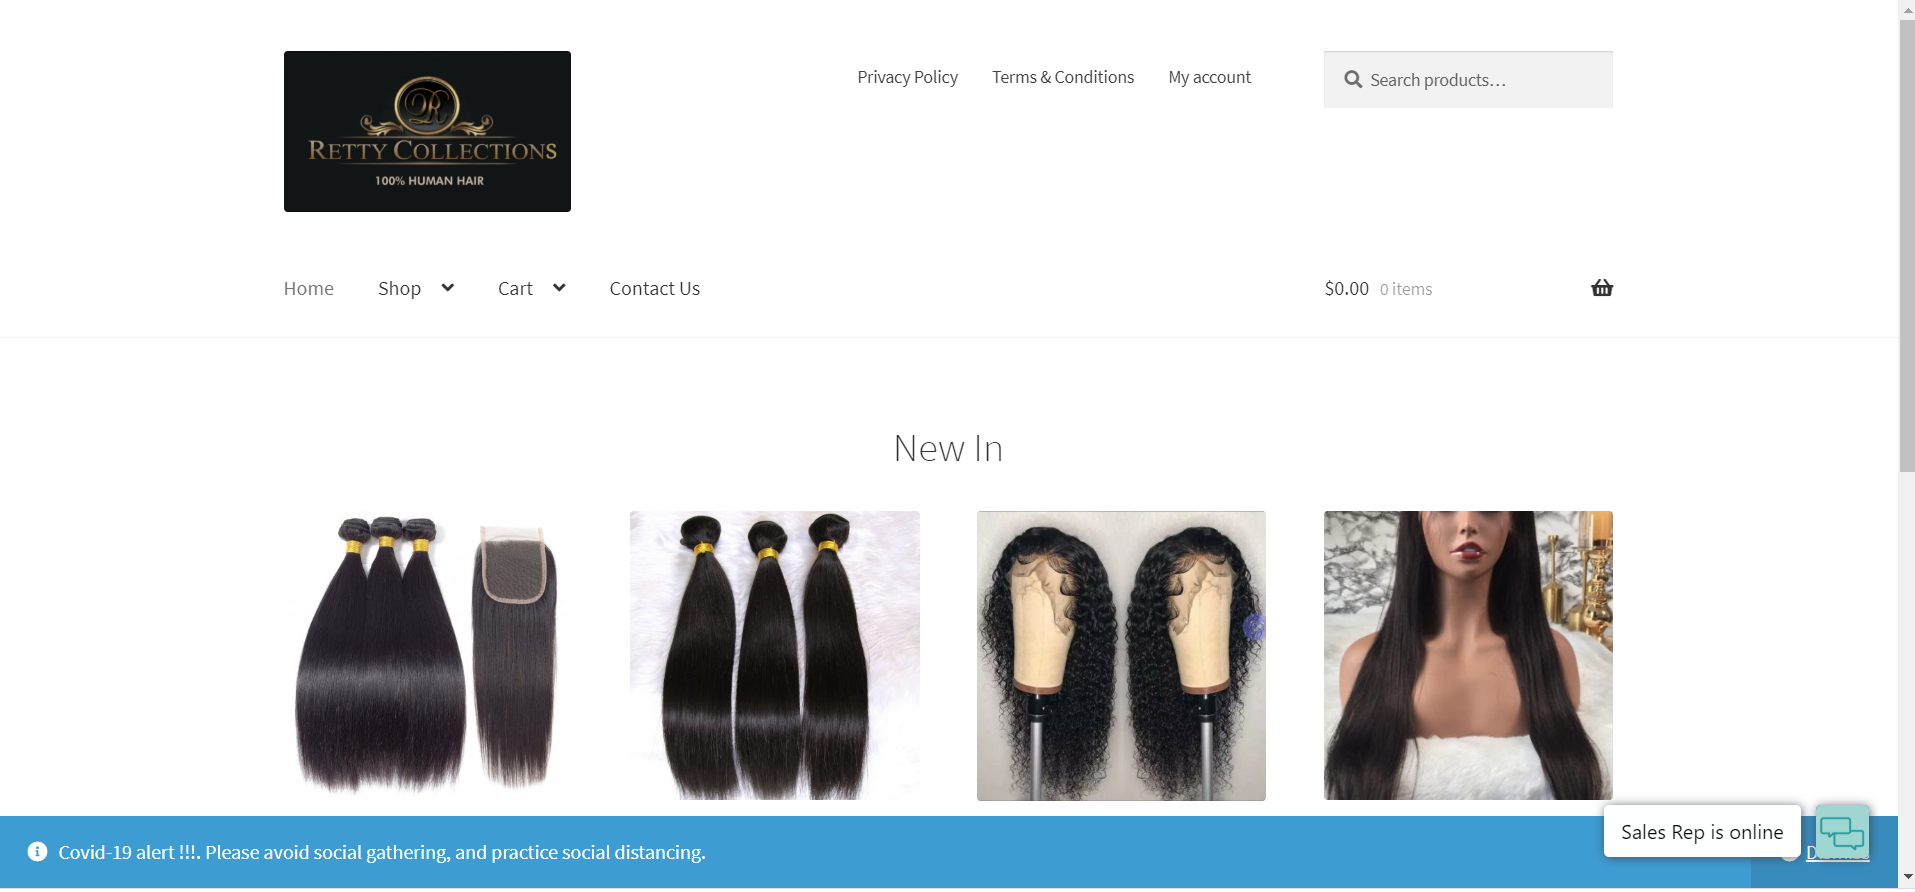 Privacy Policy
Terms & Conditions
My account
Search products...
R
RETTY COLLECTIONS
100% HUMAN HAIR
Home
Shop
Cart
Contact Us
$0.00 0 items
New In
Sales Rep is online
Covid-19 alert !!!. Please avoid social gathering, and practice social distancing.